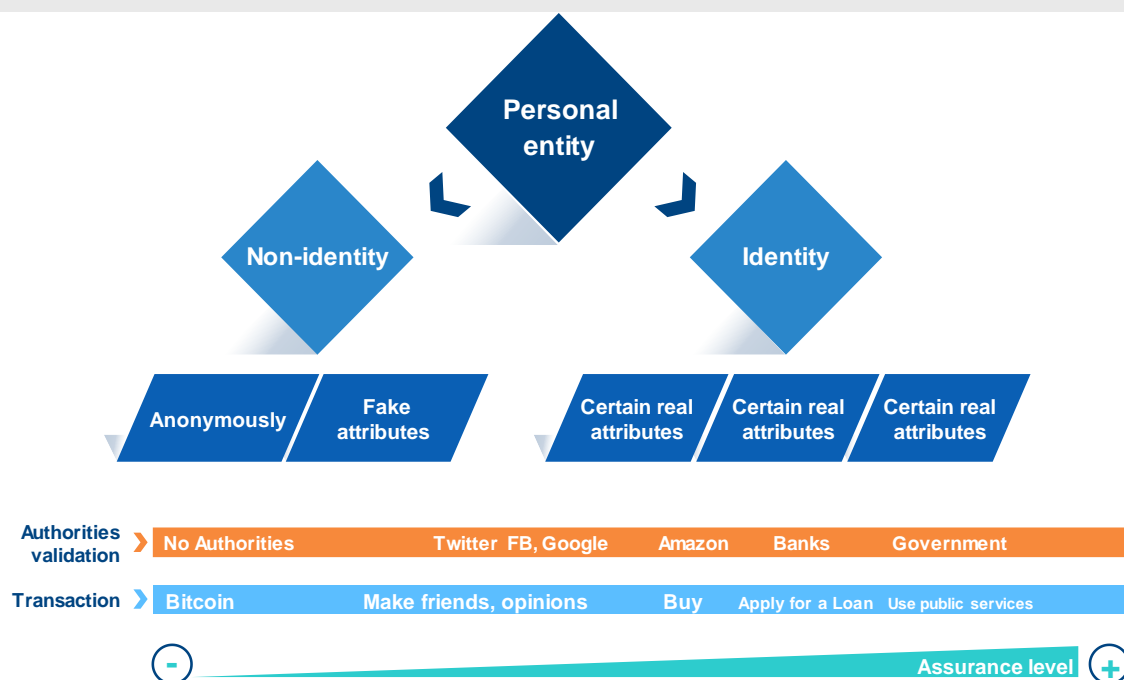 Personal
entity
Non-identity
Identity
Anonymously
Fake
attributes
Certain real
attributes
Certain real
attributes
Certain real
attributes
Authorities
validation
No Authorities Twitter FB, Google Amazon Banks Government
Transaction
Bitcoin Make friends, opinions Buy Apply for a Loan Use public services
- Assurance level +